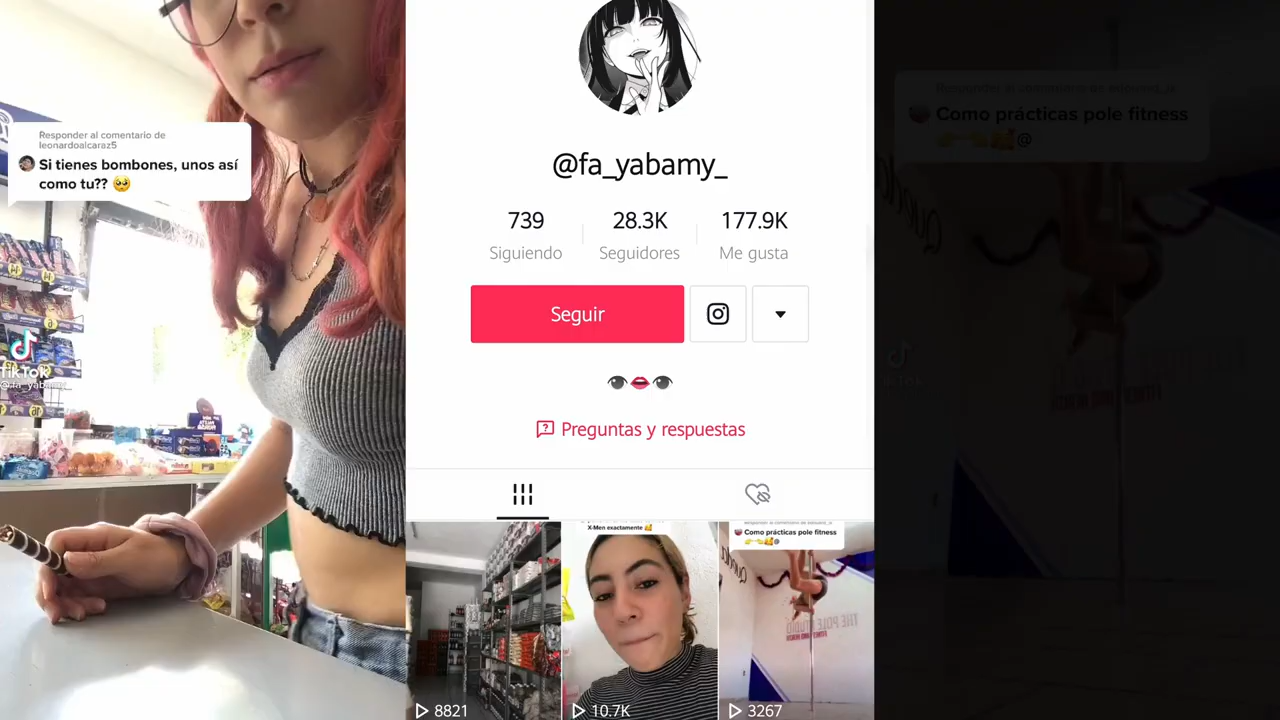 Responder al comentario de
leonardoalcaraz5
Si tienes bombones, unos así
como tu?? 🥺
TikTok
@fa_yabamy_
@fa_yabamy_
739
28.3K
177.9K
Siguiendo
Seguidores
Me gusta
Seguir
👁👄👁
Preguntas y respuestas
X-Men exactamente 🥰
Como prácticas pole fitness
👉👈🥰@
THE POLE STUDIO
8821
10.7K
3267
Como prácticas pole fitness
👉👈🥰@
TikTok